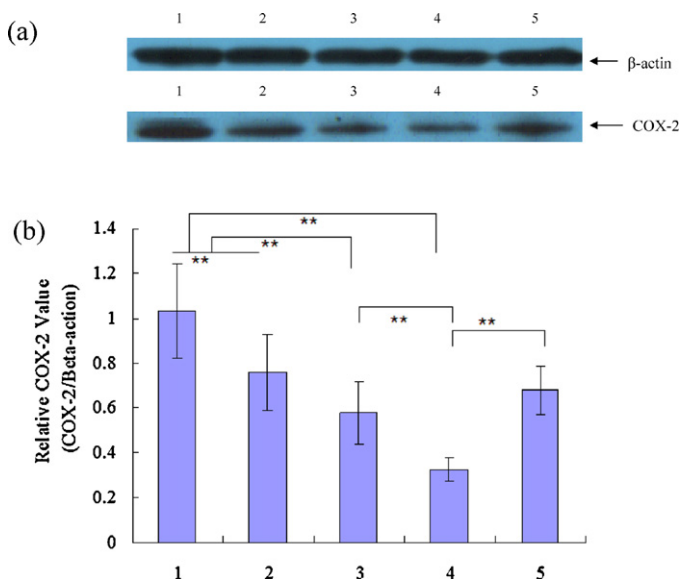 (a)
1 2 3 4 5
β-actin
1 2 3 4 5
COX-2
(b)
Relative COX-2 Value
(COX-2/Beta-action)
1.4
1.2
1
0.8
0.6
0.4
0.2
0
**
**
**
**
**
1 2 3 4 5